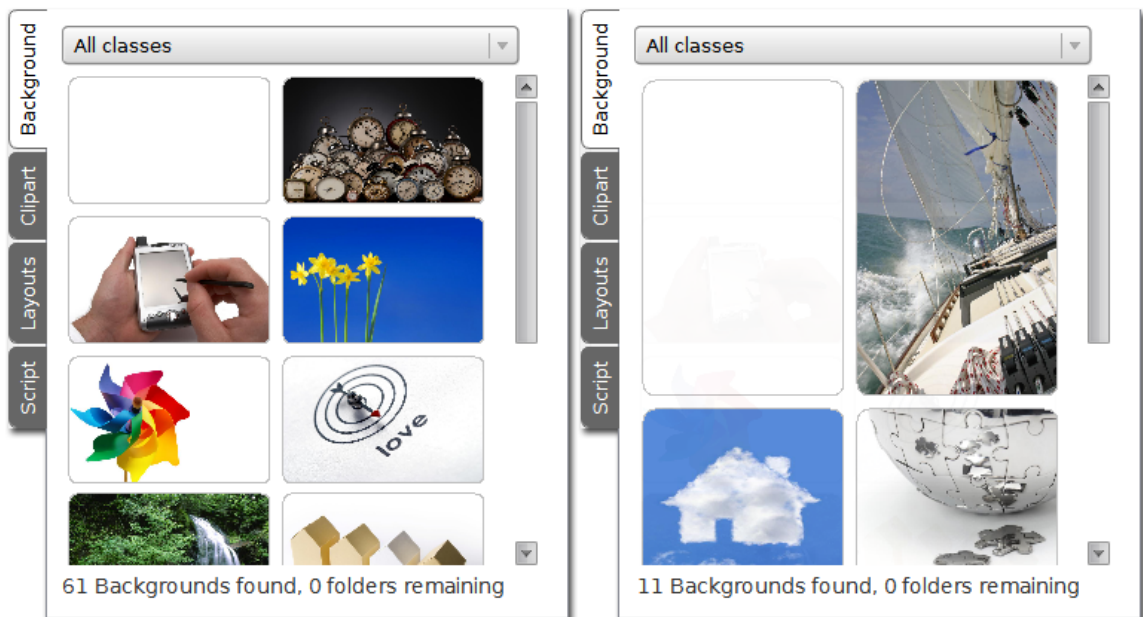 Background
Clipart
Layouts
Script
All classes
love
61 Backgrounds found, 0 folders remaining
Background
Clipart
Layouts
Script
All classes
11 Backgrounds found, 0 folders remaining